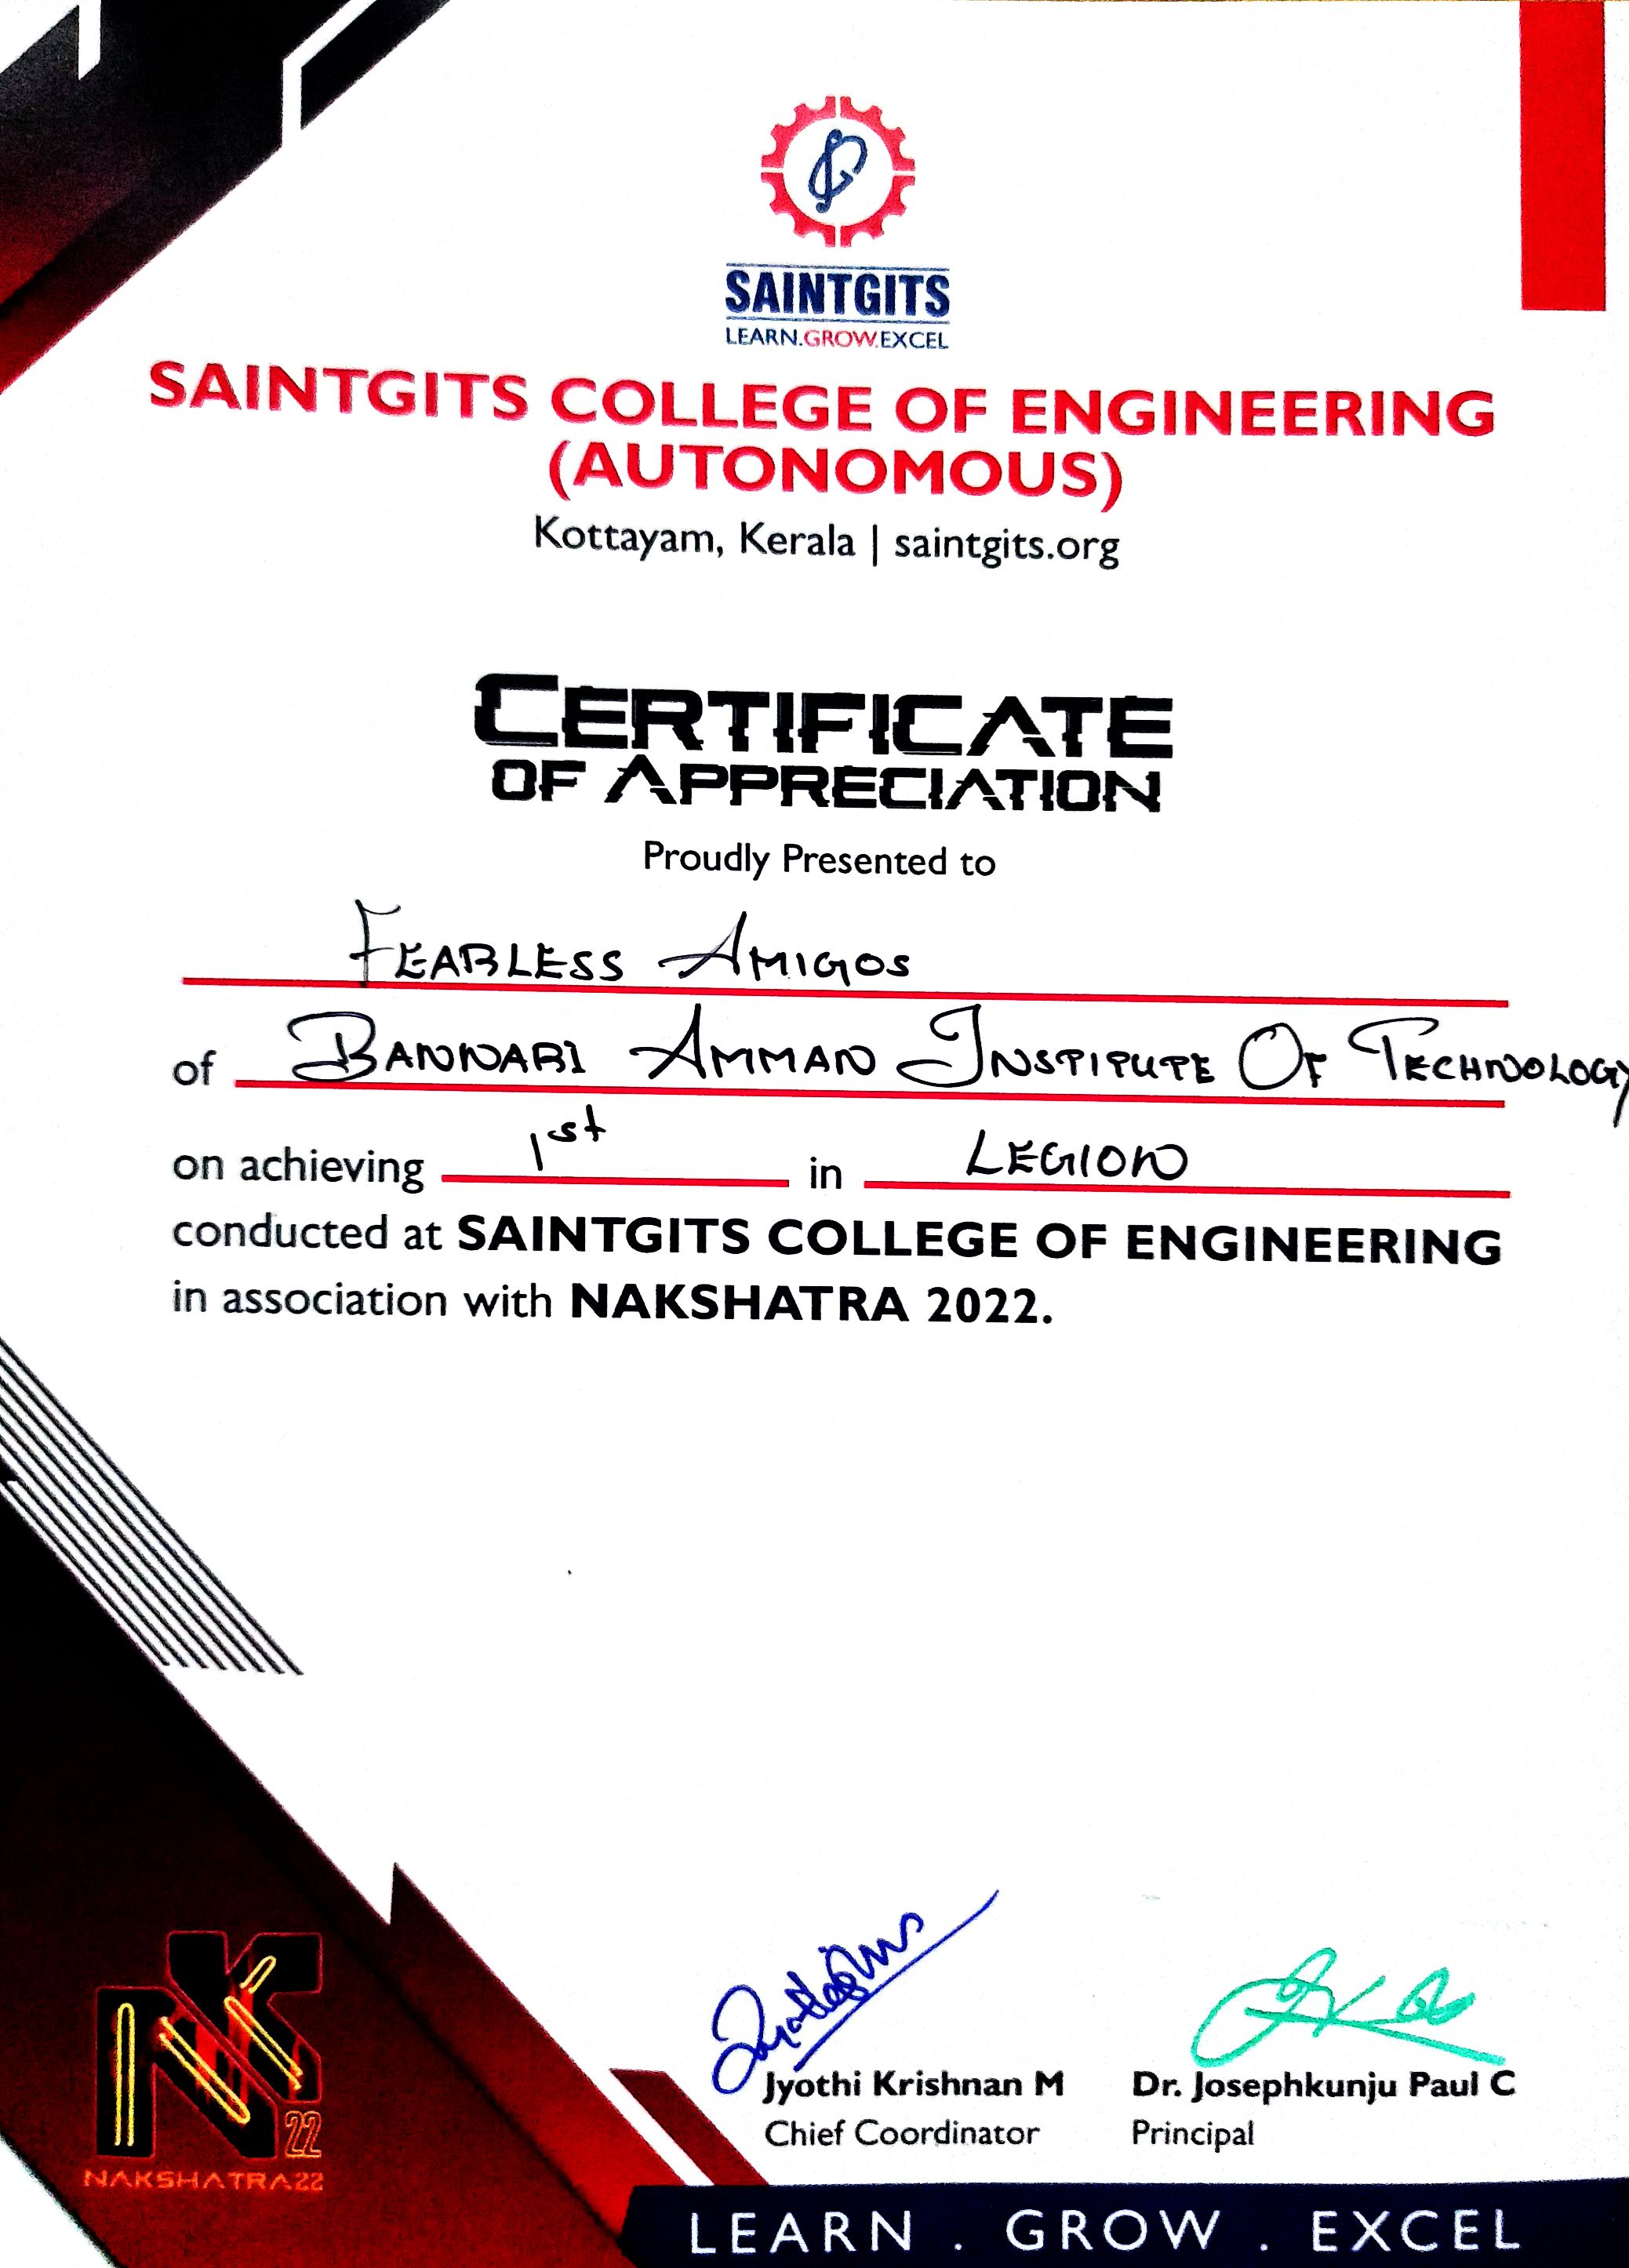 SAINTGITS
LEARN.GROW.EXCEL
SAINTGITS COLLEGE OF ENGINEERING
(AUTONOMOUS)
Kottayam, Kerala | saintgits.org
CERTIFICATE
OF APPRECIATION
Proudly Presented to
FEARLESS AMIGOS
of BANNARI AMMAN INSTITUTE OF TECHNOLOGY
on achieving 1st in LEGION
conducted at SAINTGITS COLLEGE OF ENGINEERING
in association with NAKSHATRA 2022.
Jyothi Krishnan M
Chief Coordinator
Dr. Josephkunju Paul C
Principal
NK
22
NAKSHATRA22
LEARN . GROW . EXCEL